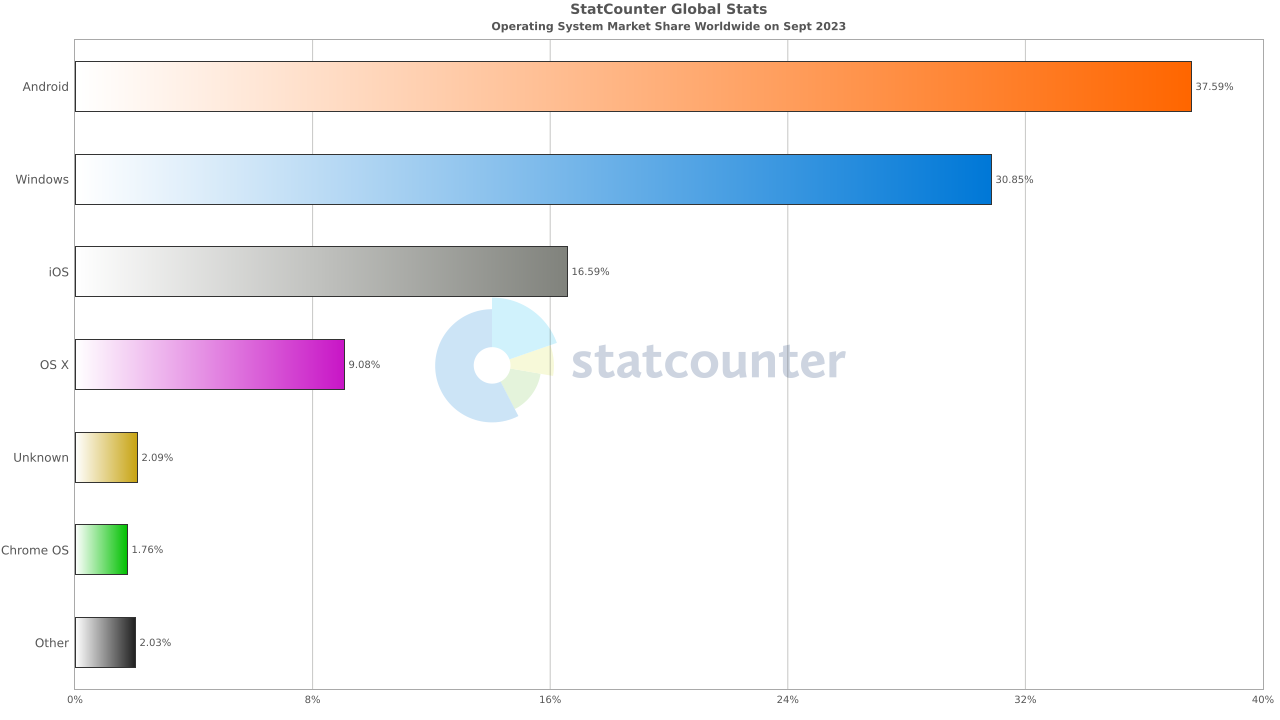 StatCounter Global Stats
Operating System Market Share Worldwide on Sept 2023
Android 37.59%
Windows 30.85%
iOS 16.59%
OS X 9.08%
statcounter
Unknown 2.09%
Chrome OS 1.76%
Other 2.03%
0% 8% 16% 24% 32% 40%